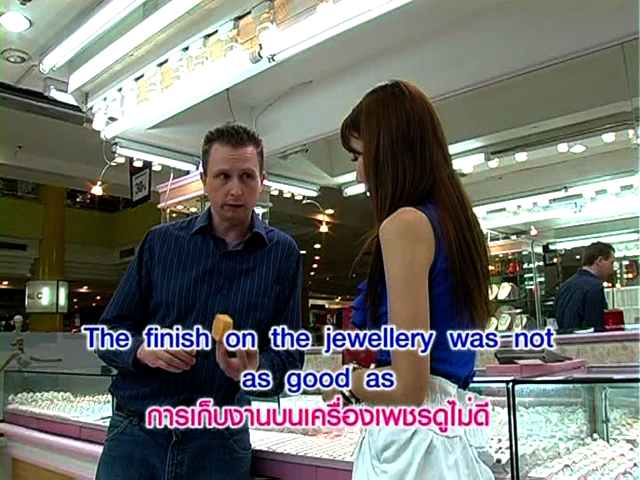 The finish on the jewellery was not
as good as
การเก็บงานบนเครื่องเพชรดูไม่ดี